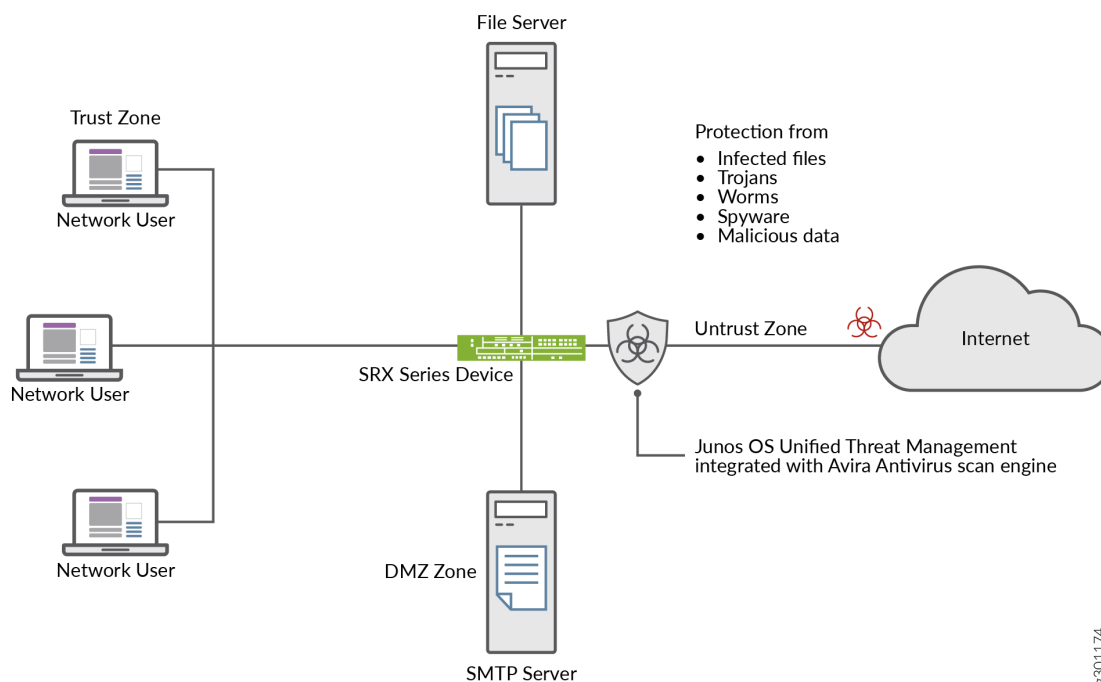 File Server
Trust Zone
Network User
Protection from
• Infected files
• Trojans
• Worms
• Spyware
• Malicious data
Network User
SRX Series Device
Untrust Zone
Internet
Junos OS Unified Threat Management
integrated with Avira Antivirus scan engine
Network User
DMZ Zone
SMTP Server
g301174